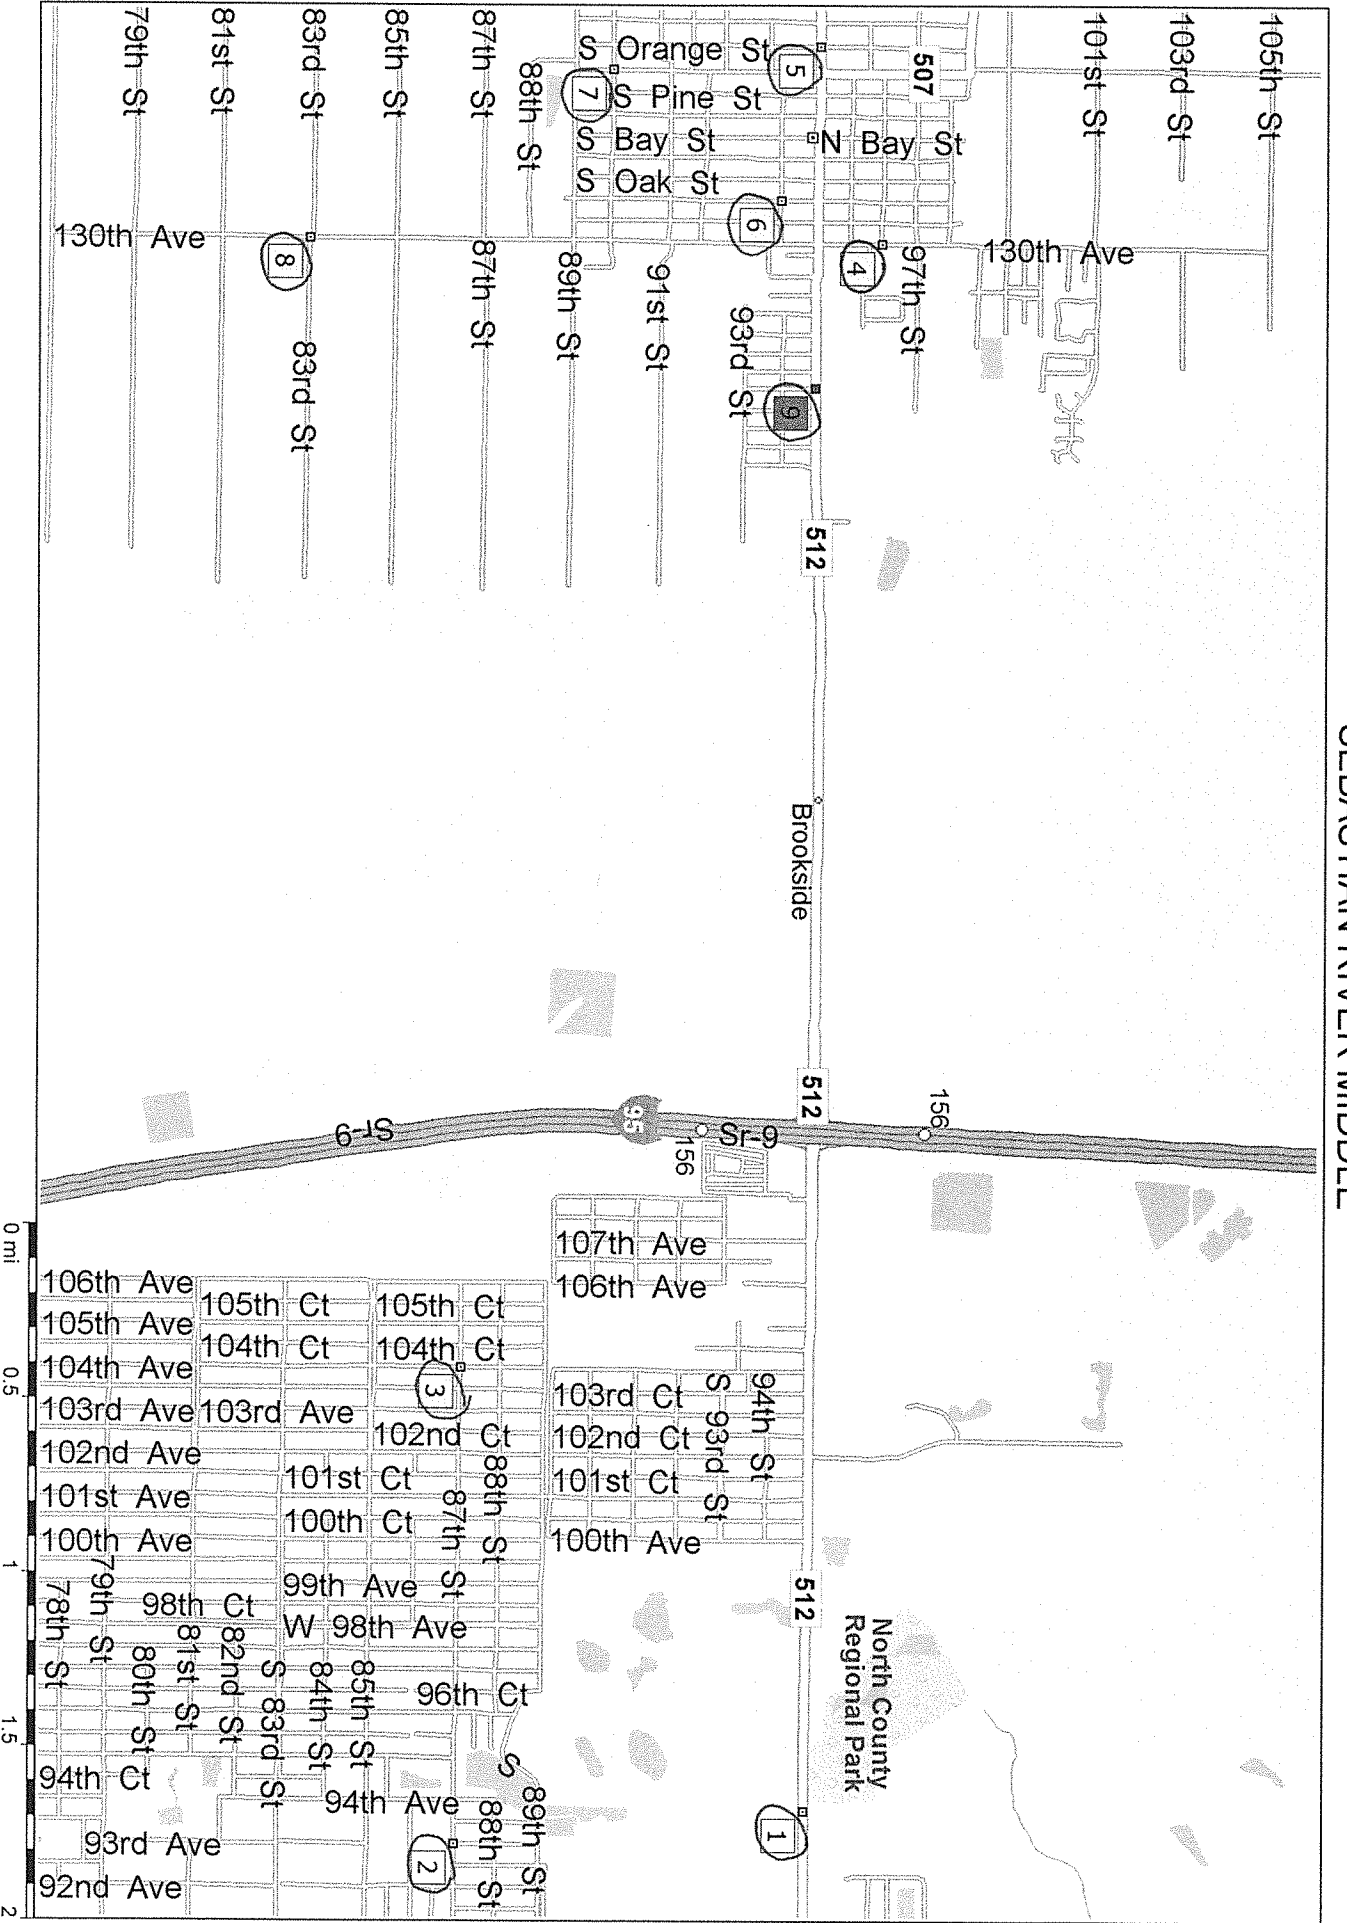 105th St
103rd St
101st St
507
87th St
85th St
83rd St
81st St
79th St
88th St
S Orange St
5
7
S Pine St
S Bay St
N Bay St
S Oak St
6
130th Ave
8
4
130th Ave
97th St
87th St
89th St
91st St
93rd St
83rd St
9
512
Brookside
512
95
Sr-9
Sr-9
156
156
107th Ave
106th Ave
106th Ave
105th Ct
105th Ct
105th Ave
104th Ct
104th Ct
104th Ave
3
103rd Ave
103rd Ave
103rd Ct
S 93rd St
94th St
102nd Ct
102nd Ct
102nd Ave
101st Ct
101st Ct
101st Ave
88th St
87th St
100th Ct
100th Ave
100th Ave
99th Ave
79th St
78th St
98th Ct
W 98th Ave
512
North County
Regional Park
80th St
81st St
82nd St
S 83rd St
84th St
85th St
96th Ct
94th Ct
94th Ave
S 89th St
88th St
1
2
93rd Ave
92nd Ave
0 mi
0.5
1
1.5
2